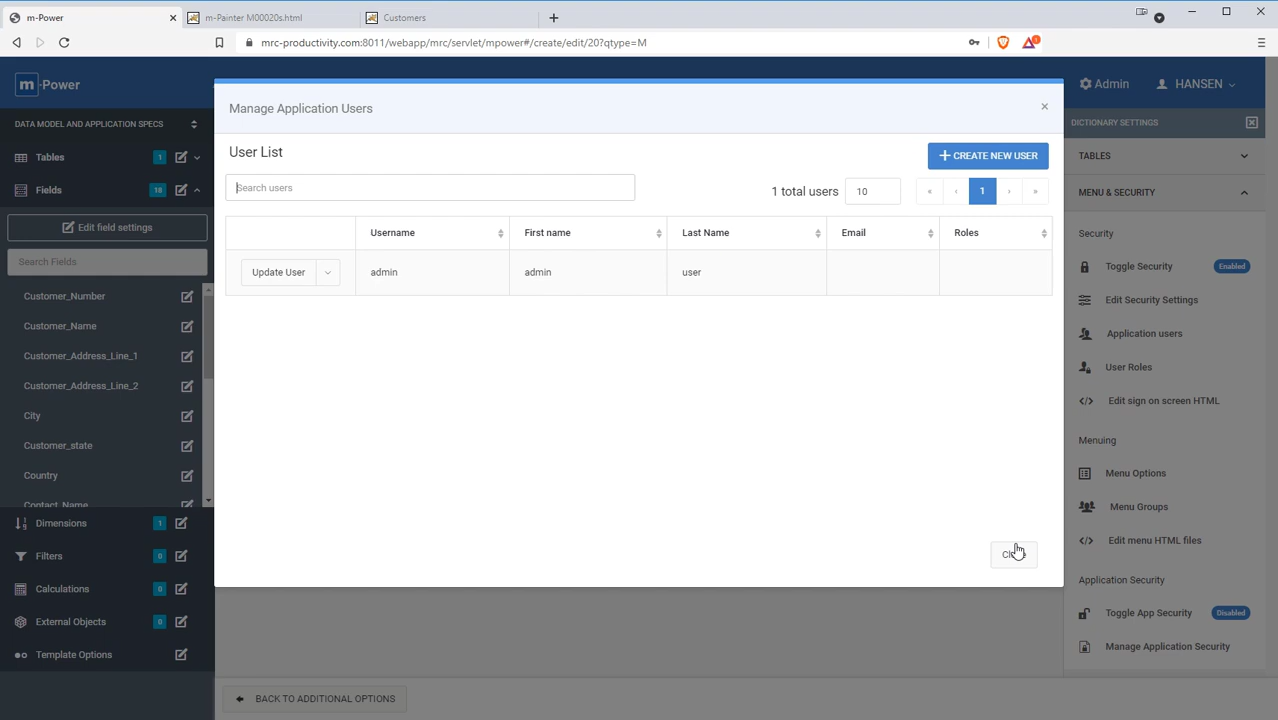 m-Power
m-Painter M00020s.html
Customers
mrc-productivity.com:8011/webapp/mrc/servlet/mpower#/create/edit/20?qtype=M
m -Power
Admin
HANSEN
DATA MODEL AND APPLICATION SPECS
Tables 1
Fields 18
Edit field settings
Search Fields
Customer_Number
Customer_Name
Customer_Address_Line_1
Customer_Address_Line_2
City
Customer_state
Country
Contact_Name
Dimensions 1
Filters 0
Calculations 0
External Objects 0
Template Options
Manage Application Users
×
User List
+ CREATE NEW USER
Search users
1 total users 10 « ‹ 1 › »
Username First name Last Name Email Roles
Update User admin admin user
BACK TO ADDITIONAL OPTIONS
DICTIONARY SETTINGS
TABLES
MENU & SECURITY
Security
Toggle Security Enabled
Edit Security Settings
Application users
User Roles
Edit sign on screen HTML
Menuing
Menu Options
Menu Groups
Edit menu HTML files
Application Security
Toggle App Security Disabled
Manage Application Security